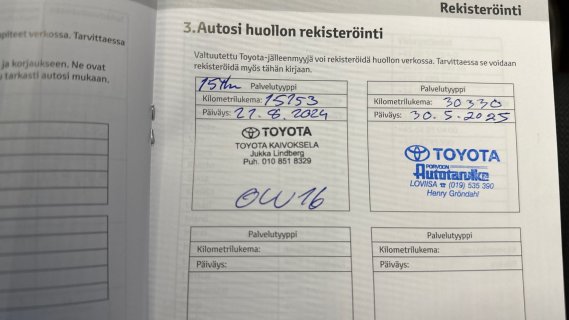 Rekisteröinti
piteet verkossa. Tarvittaessa
ja korjaukseen. Ne ovat
tarkasti autosi mukaan.
3.Autosi huollon rekisteröinti
Valtuutettu Toyota-jälleenmyyjä voi rekisteröidä huollon verkossa. Tarvittaessa se voidaan
rekisteröidä myös tähän kirjaan.
15tkm Palvelutyyppi
Kilometrilukema: 15153
Päiväys: 27.8.2024
TOYOTA
TOYOTA KAIVOKSELA
Jukka Lindberg
Puh. 010 851 8329
Palvelutyyppi
Kilometrilukema: 30330
Päiväys: 30.5.2025
TOYOTA
PORVOON
Autotarvike
LOVIISA ☎ (019) 535 390
Henry Gröndahl
Palvelutyyppi
Kilometrilukema:
Päiväys:
Palvelutyyppi
Kilometrilukema:
Päiväys: